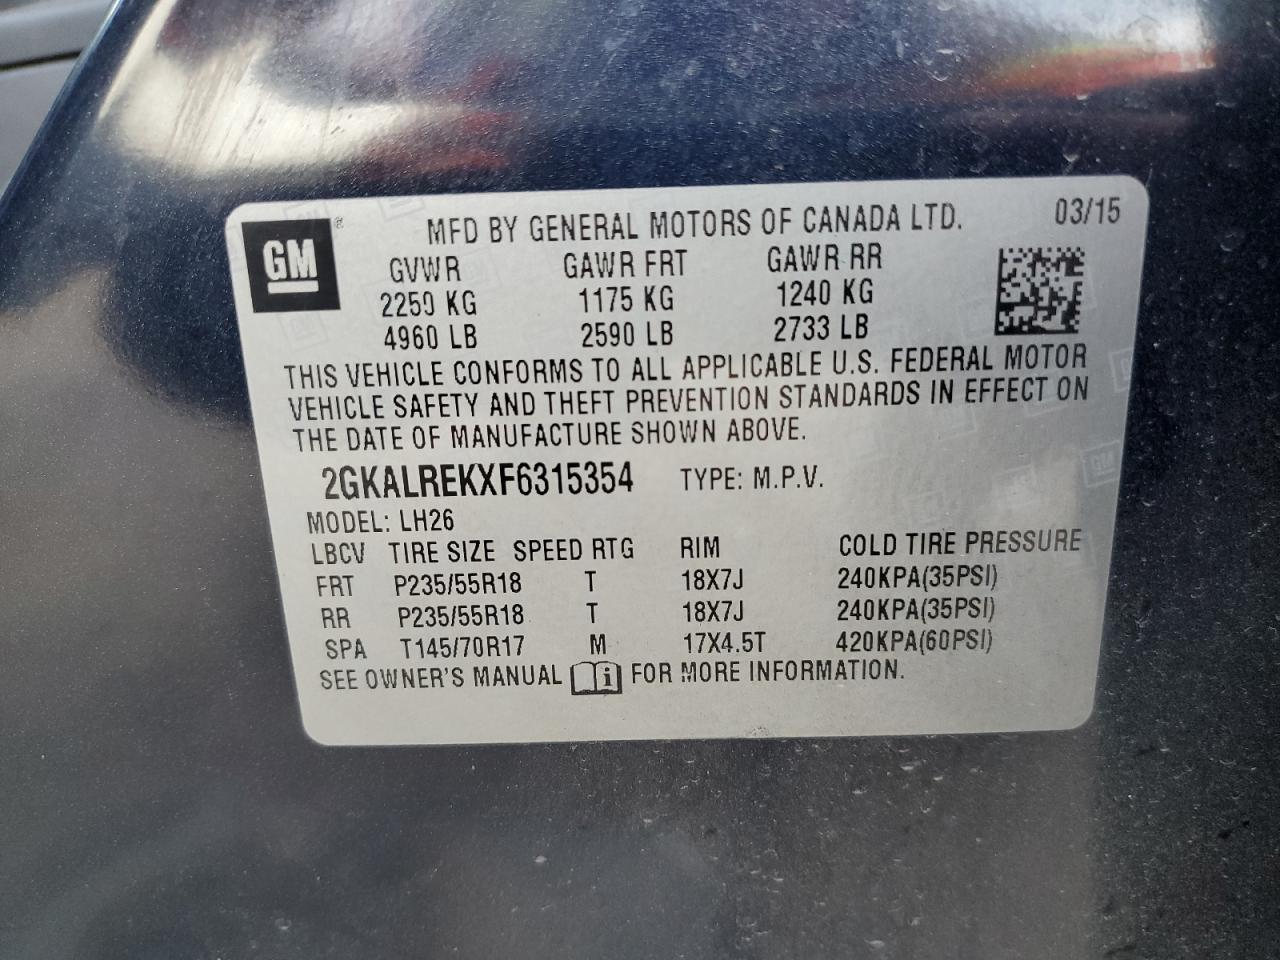 GM ® MFD BY GENERAL MOTORS OF CANADA LTD. 03/15
GVWR GAWR FRT GAWR RR
2250 KG 1175 KG 1240 KG
4960 LB 2590 LB 2733 LB
THIS VEHICLE CONFORMS TO ALL APPLICABLE U.S. FEDERAL MOTOR
VEHICLE SAFETY AND THEFT PREVENTION STANDARDS IN EFFECT ON
THE DATE OF MANUFACTURE SHOWN ABOVE.
2GKALREKXF6315354 TYPE: M.P.V.
MODEL: LH26
LBCV TIRE SIZE SPEED RTG RIM COLD TIRE PRESSURE
FRT P235/55R18 T 18X7J 240KPA(35PSI)
RR P235/55R18 T 18X7J 240KPA(35PSI)
SPA T145/70R17 M 17X4.5T 420KPA(60PSI)
SEE OWNER'S MANUAL i FOR MORE INFORMATION.